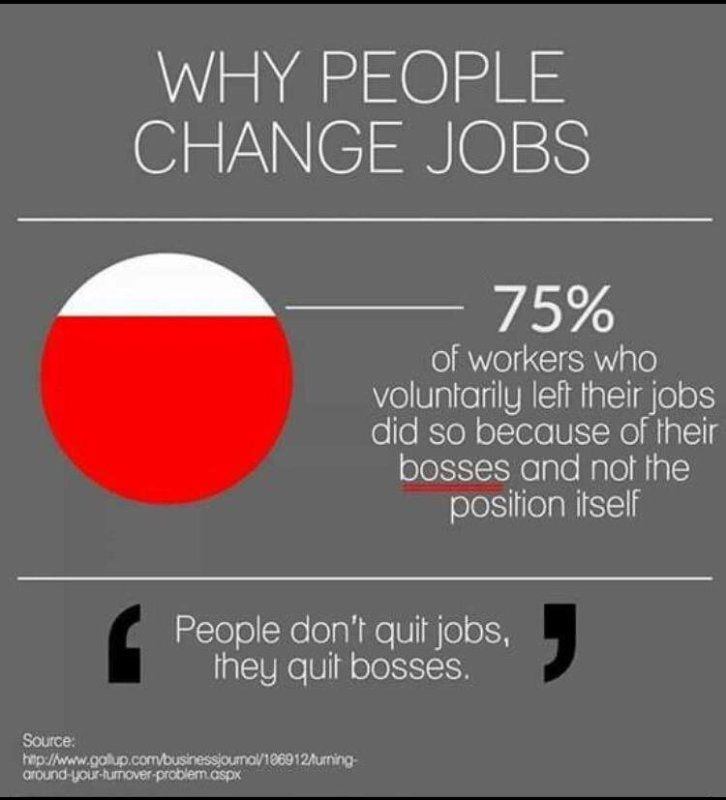 WHY PEOPLE
CHANGE JOBS
75%
of workers who
voluntarily left their jobs
did so because of their
bosses and not the
position itself
‘ People don't quit jobs, ’
they quit bosses.
Source:
http://www.gallup.com/businessjournal/106912/turning-
around-your-turnover-problem.aspx